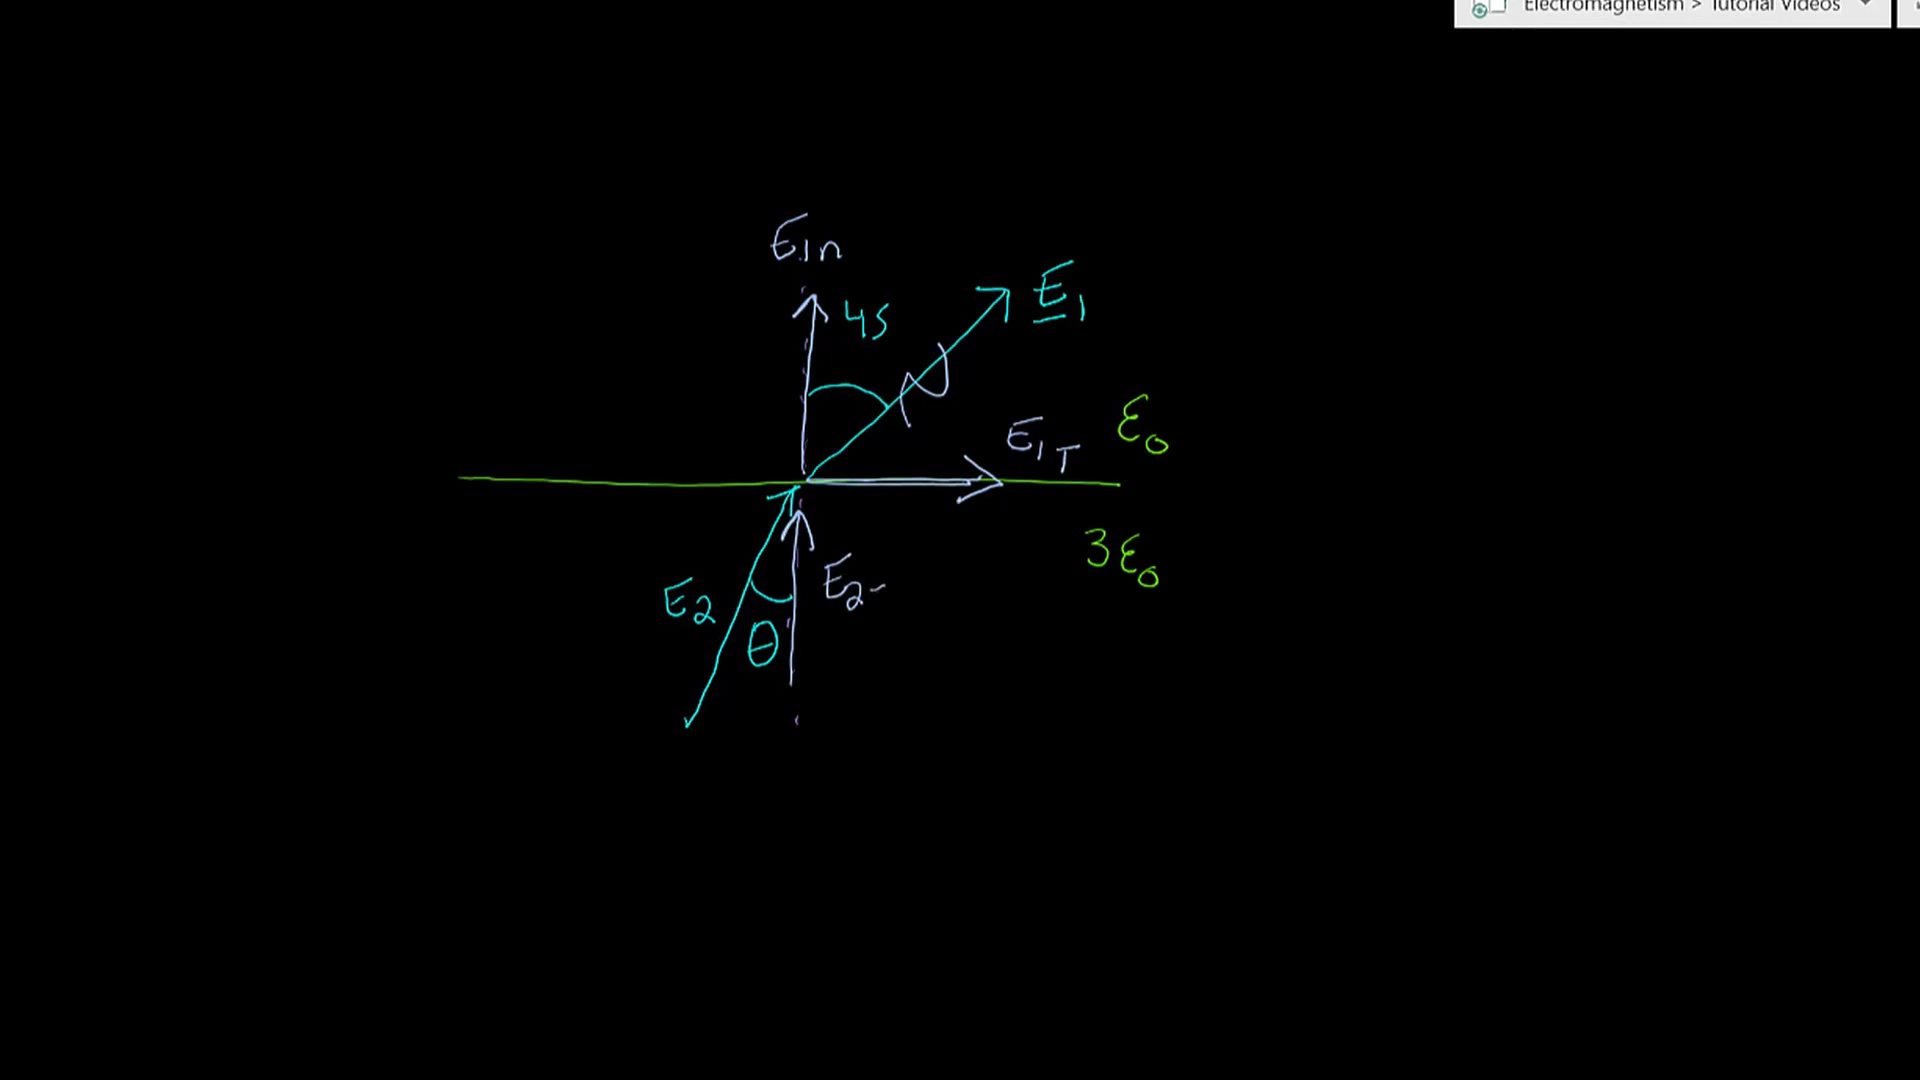 Electromagnetism > Tutorial Videos
E1n
45
E1
E1T
ε0
3ε0
E2
E2-
θ